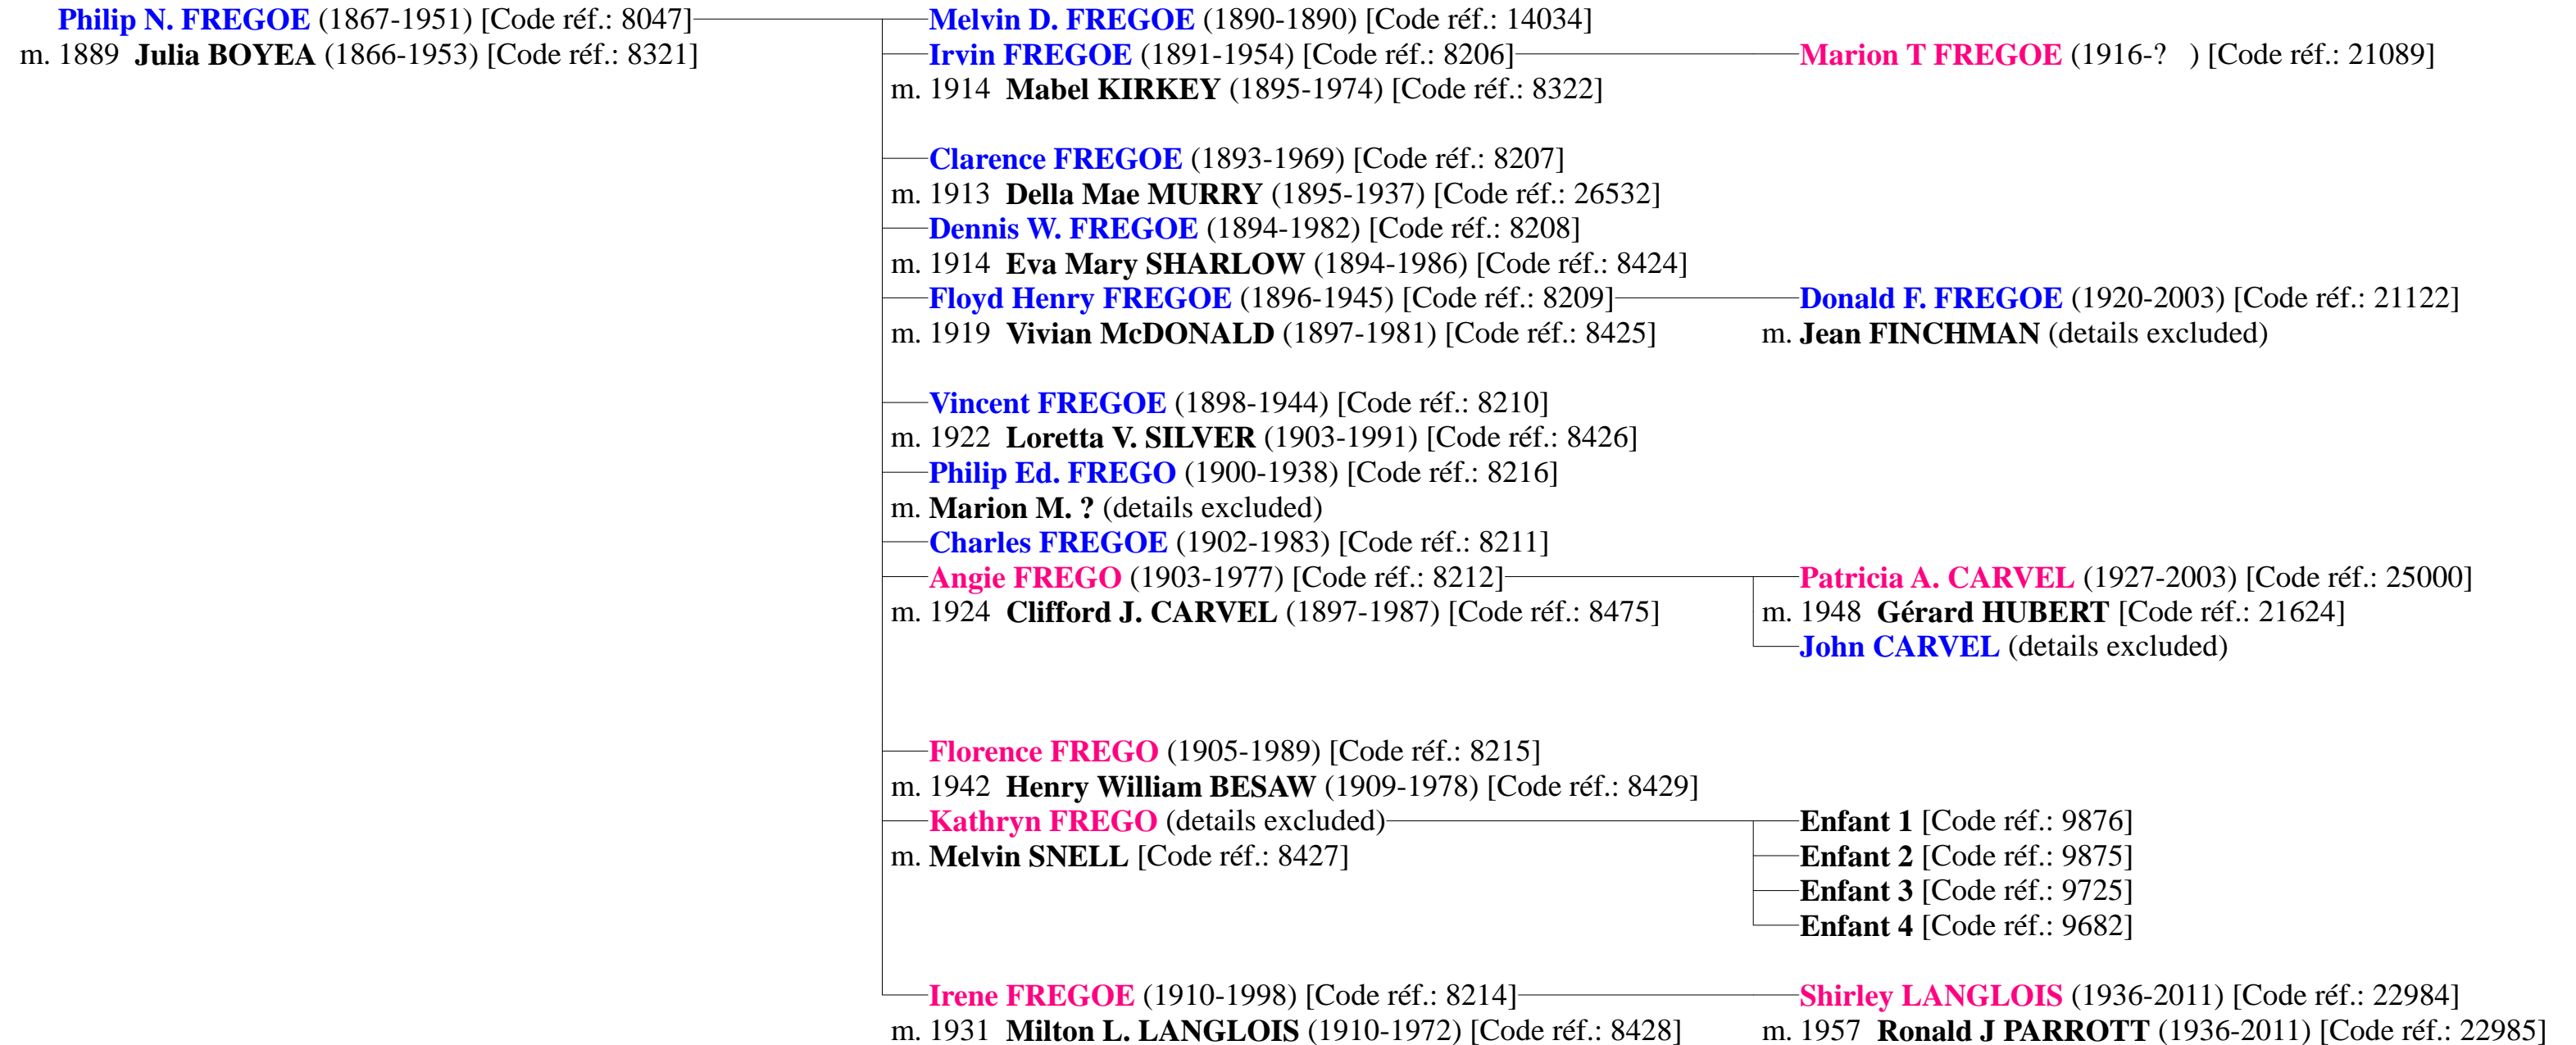 Philip N. FREGOE (1867-1951) [Code réf.: 8047]
m. 1889 Julia BOYEA (1866-1953) [Code réf.: 8321]
Melvin D. FREGOE (1890-1890) [Code réf.: 14034]
Irvin FREGOE (1891-1954) [Code réf.: 8206]
m. 1914 Mabel KIRKEY (1895-1974) [Code réf.: 8322]
Clarence FREGOE (1893-1969) [Code réf.: 8207]
m. 1913 Della Mae MURRY (1895-1937) [Code réf.: 26532]
Dennis W. FREGOE (1894-1982) [Code réf.: 8208]
m. 1914 Eva Mary SHARLOW (1894-1986) [Code réf.: 8424]
Floyd Henry FREGOE (1896-1945) [Code réf.: 8209]
m. 1919 Vivian McDONALD (1897-1981) [Code réf.: 8425]
Vincent FREGOE (1898-1944) [Code réf.: 8210]
m. 1922 Loretta V. SILVER (1903-1991) [Code réf.: 8426]
Philip Ed. FREGO (1900-1938) [Code réf.: 8216]
m. Marion M. ? (details excluded)
Charles FREGOE (1902-1983) [Code réf.: 8211]
Angie FREGO (1903-1977) [Code réf.: 8212]
m. 1924 Clifford J. CARVEL (1897-1987) [Code réf.: 8475]
Florence FREGO (1905-1989) [Code réf.: 8215]
m. 1942 Henry William BESAW (1909-1978) [Code réf.: 8429]
Kathryn FREGO (details excluded)
m. Melvin SNELL [Code réf.: 8427]
Irene FREGOE (1910-1998) [Code réf.: 8214]
m. 1931 Milton L. LANGLOIS (1910-1972) [Code réf.: 8428]
Marion T FREGOE (1916-? ) [Code réf.: 21089]
Donald F. FREGOE (1920-2003) [Code réf.: 21122]
m. Jean FINCHMAN (details excluded)
Patricia A. CARVEL (1927-2003) [Code réf.: 25000]
m. 1948 Gérard HUBERT [Code réf.: 21624]
John CARVEL (details excluded)
Enfant 1 [Code réf.: 9876]
Enfant 2 [Code réf.: 9875]
Enfant 3 [Code réf.: 9725]
Enfant 4 [Code réf.: 9682]
Shirley LANGLOIS (1936-2011) [Code réf.: 22984]
m. 1957 Ronald J PARROTT (1936-2011) [Code réf.: 22985]